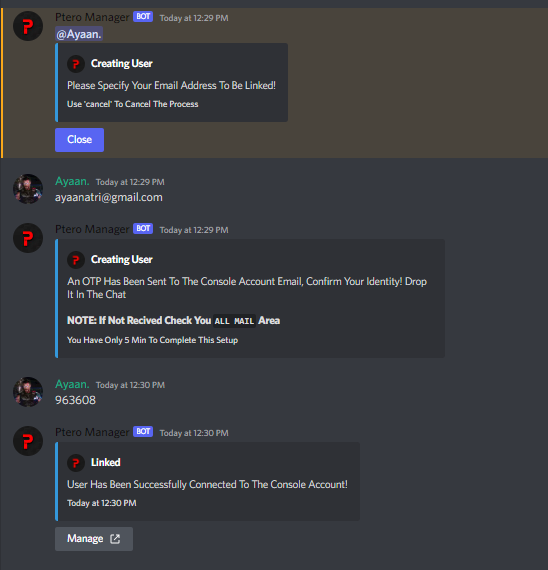 Ptero Manager BOT Today at 12:29 PM
@Ayaan.
Creating User
Please Specify Your Email Address To Be Linked!
Use 'cancel' To Cancel The Process
Close
Ayaan. Today at 12:29 PM
ayaanatri@gmail.com
Ptero Manager BOT Today at 12:29 PM
Creating User
An OTP Has Been Sent To The Console Account Email, Confirm Your Identity! Drop
It In The Chat
NOTE: If Not Recived Check You ALL MAIL Area
You Have Only 5 Min To Complete This Setup
Ayaan. Today at 12:30 PM
963608
Ptero Manager BOT Today at 12:30 PM
Linked
User Has Been Successfully Connected To The Console Account!
Today at 12:30 PM
Manage